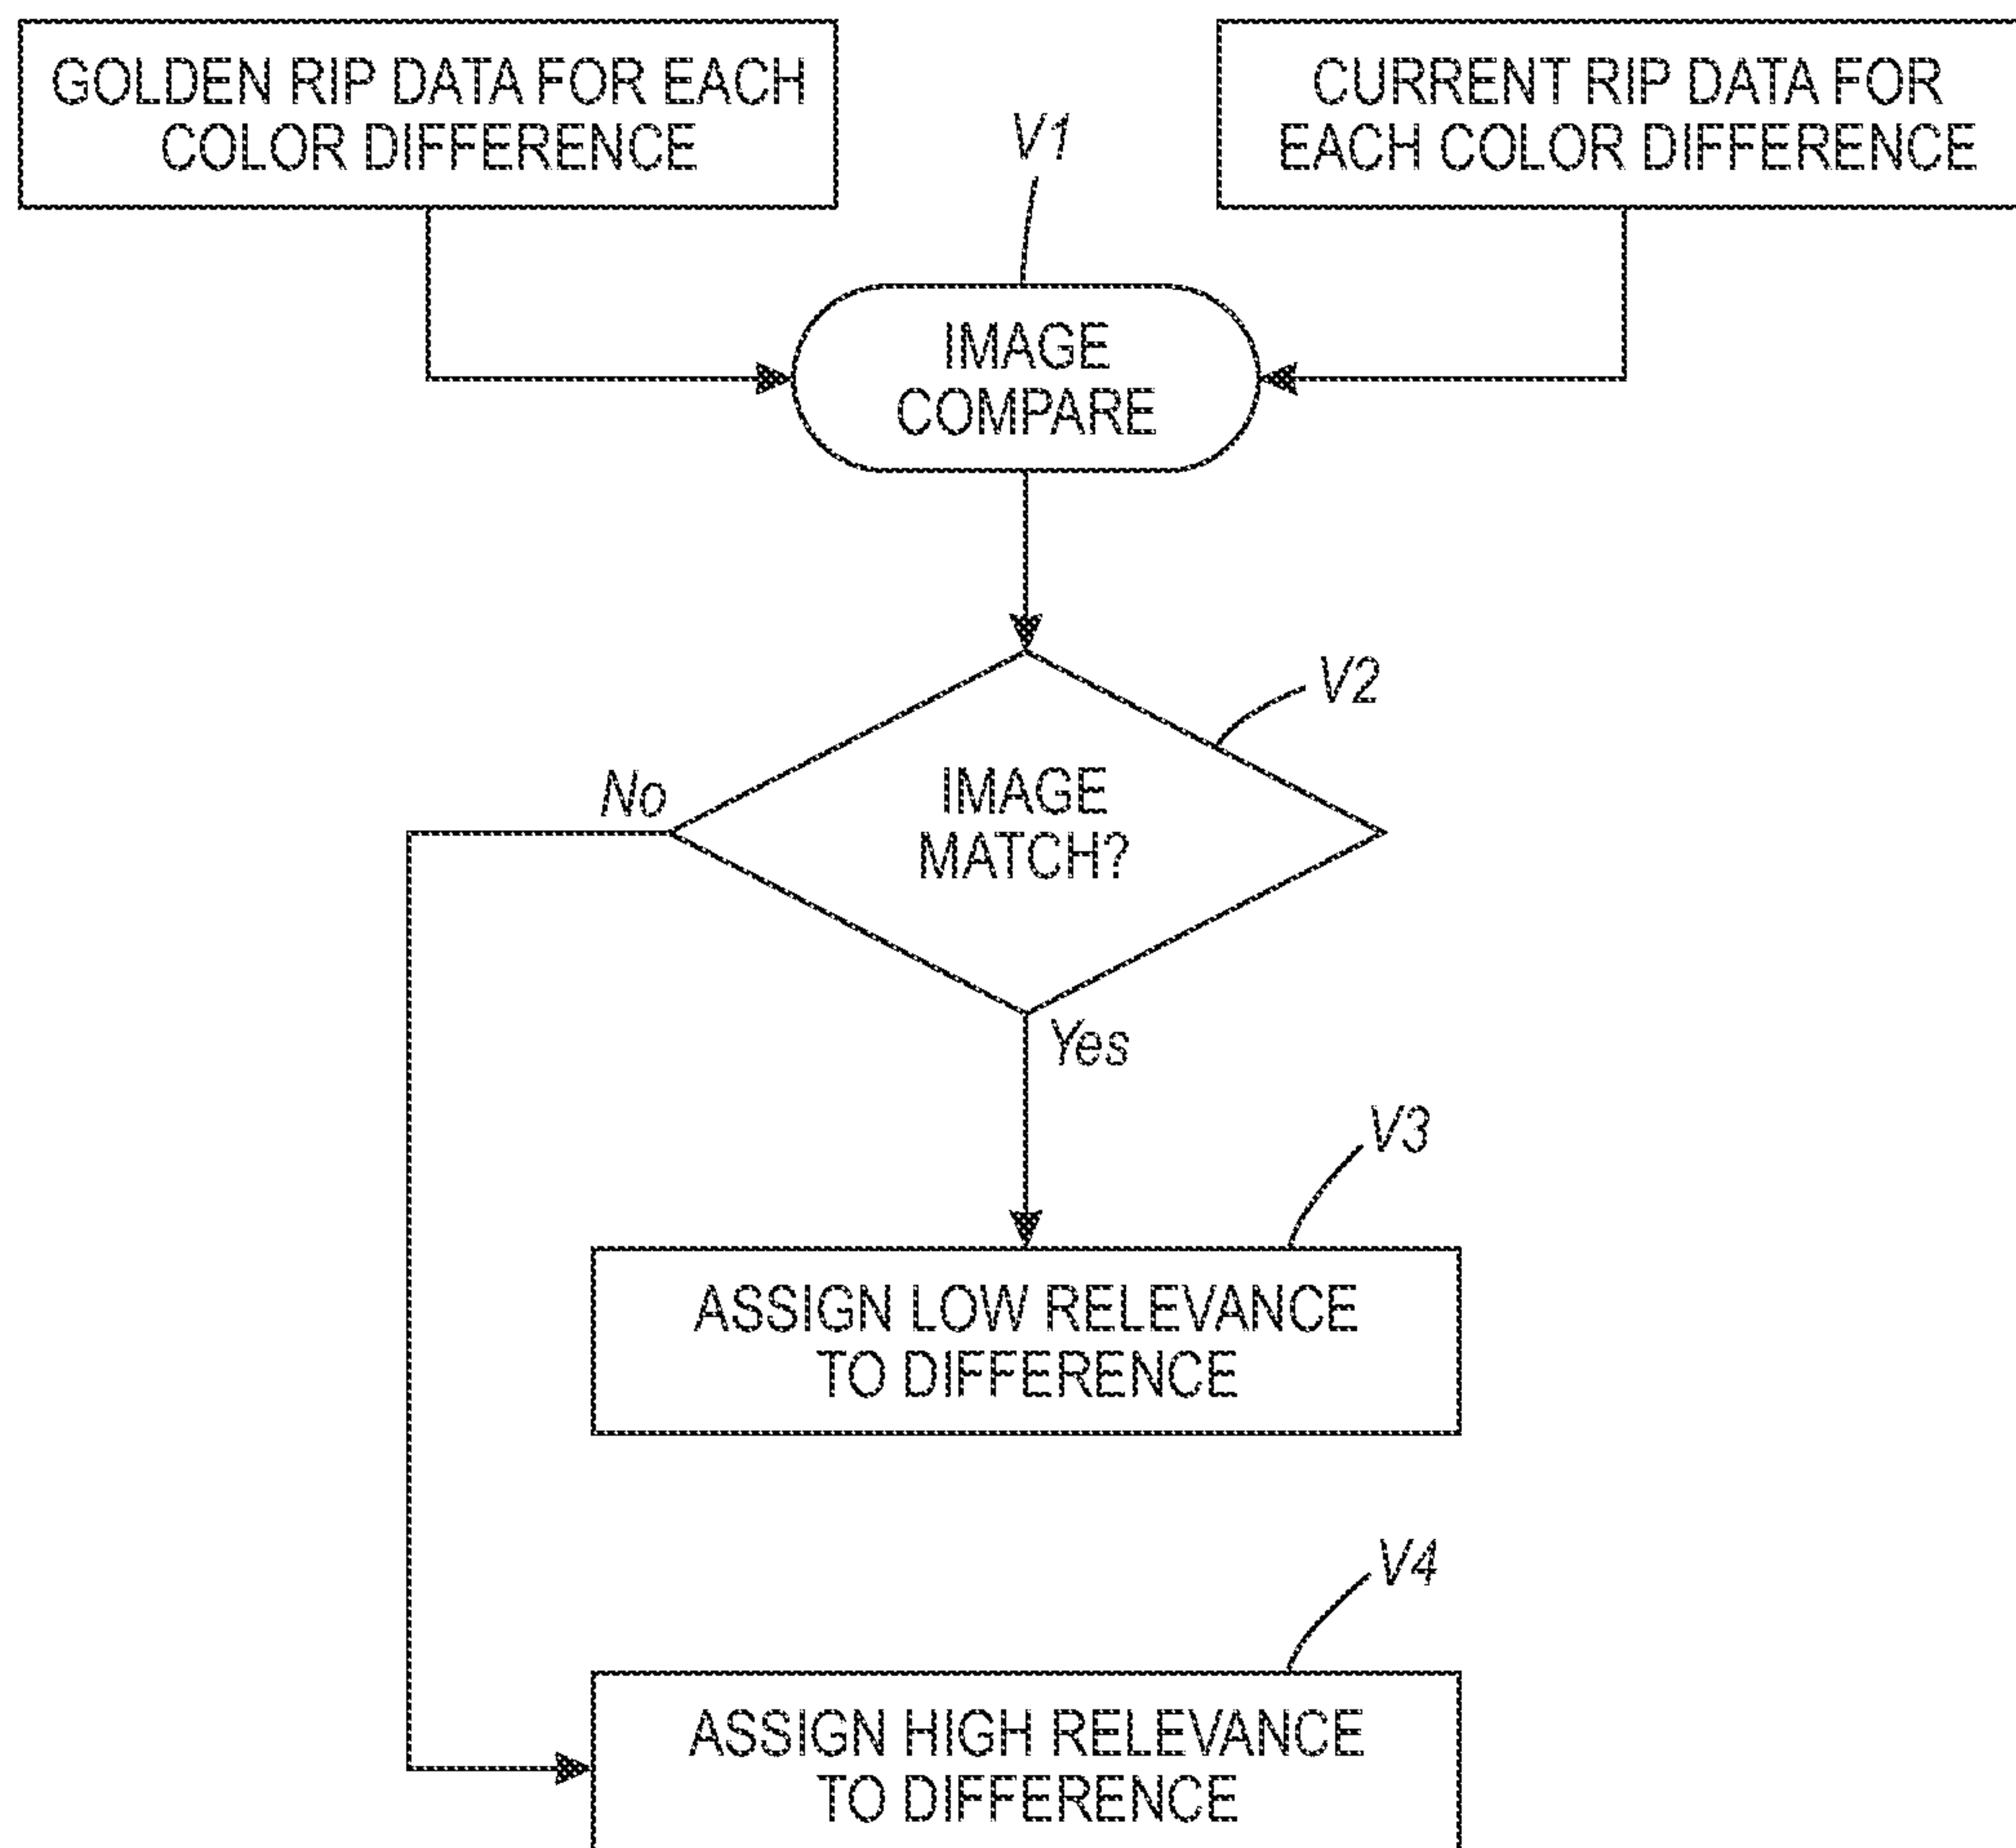 GOLDEN RIP DATA FOR EACH
COLOR DIFFERENCE
CURRENT RIP DATA FOR
EACH COLOR DIFFERENCE
V1
IMAGE
COMPARE
V2
No
IMAGE
MATCH?
Yes
V3
ASSIGN LOW RELEVANCE
TO DIFFERENCE
V4
ASSIGN HIGH RELEVANCE
TO DIFFERENCE